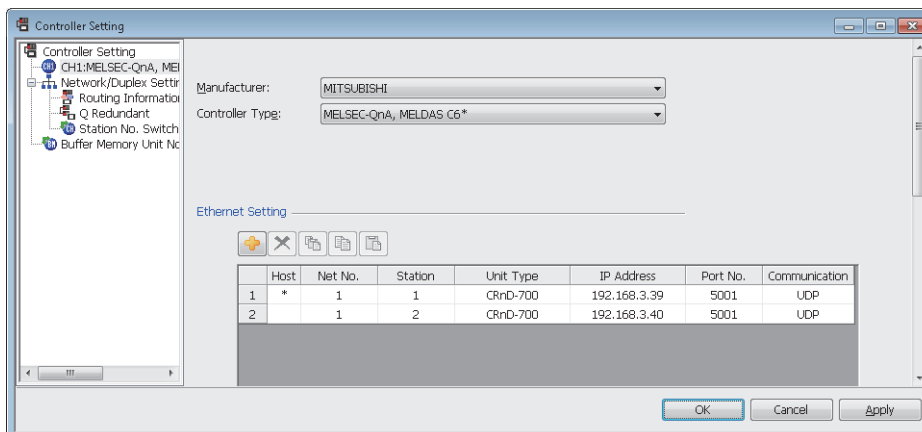 Controller Setting
Controller Setting
CH1:MELSEC-QnA, MEI
Network/Duplex Settir
Routing Information
Q Redundant
Station No. Switch
Buffer Memory Unit No
Manufacturer:
MITSUBISHI
Controller Type:
MELSEC-QnA, MELDAS C6*
Ethernet Setting
Host Net No. Station Unit Type IP Address Port No. Communication
1 * 1 1 CRnD-700 192.168.3.39 5001 UDP
2 1 2 CRnD-700 192.168.3.40 5001 UDP
OK Cancel Apply